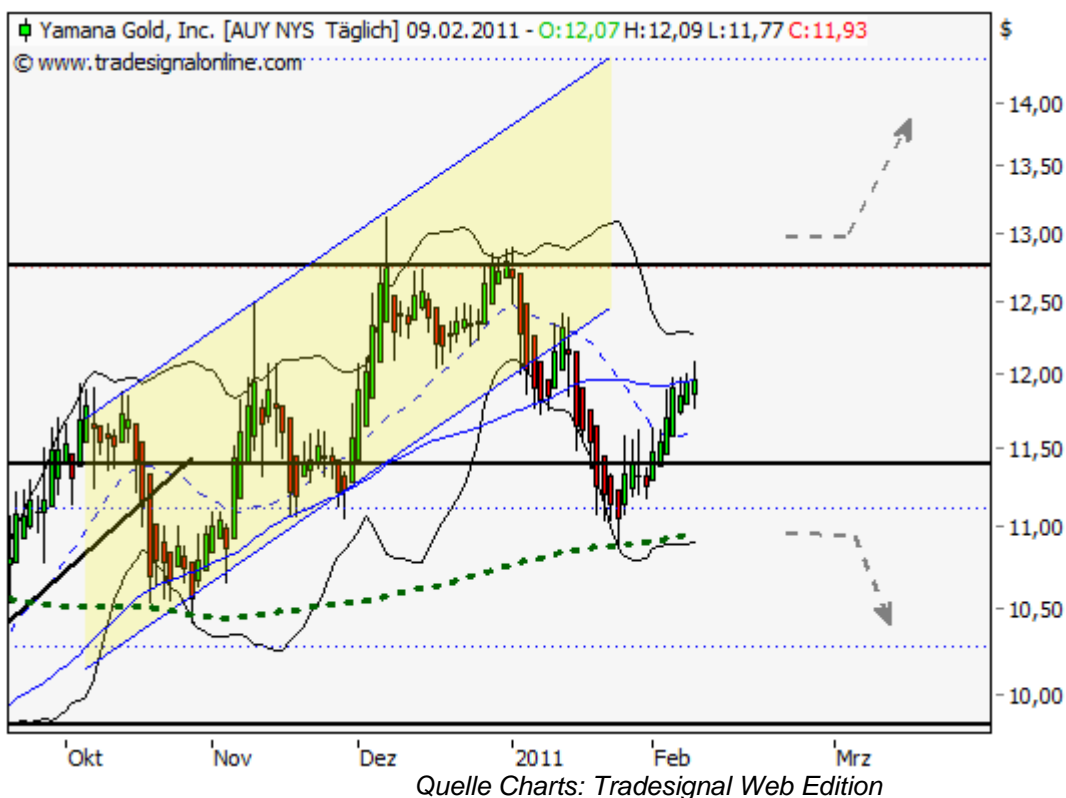 Yamana Gold, Inc. [AUY NYS Täglich] 09.02.2011 - O:12,07 H:12,09 L:11,77 C:11,93
$
© www.tradesignalonline.com
14,00
13,50
13,00
12,50
12,00
11,50
11,00
10,50
10,00
Okt Nov Dez 2011 Feb Mrz
Quelle Charts: Tradesignal Web Edition